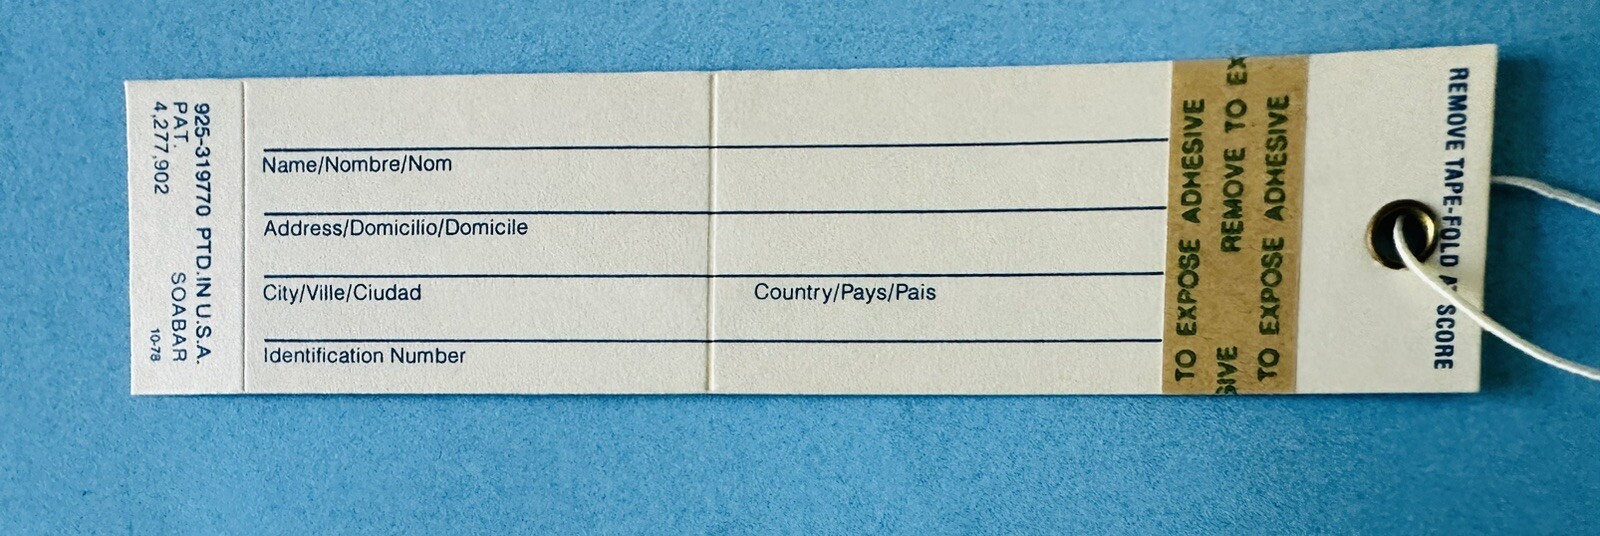 925-319770 PTD.IN U.S.A.
PAT. SOABAR
4,277,902 10-78
Name/Nombre/Nom
Address/Domicilio/Domicile
City/Ville/Ciudad Country/Pays/Pais
Identification Number
TO EXPOSE ADHESIVE
REMOVE TO
TO EXPOSE ADHESIVE
REMOVE TAPE-FOLD AT SCORE